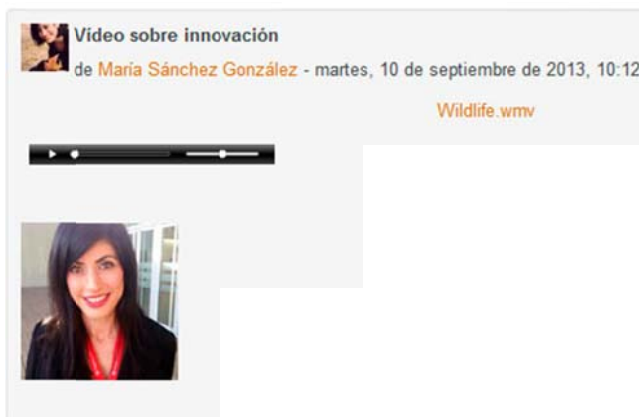 Vídeo sobre innovación
de María Sánchez González - martes, 10 de septiembre de 2013, 10:12
Wildlife.wmv